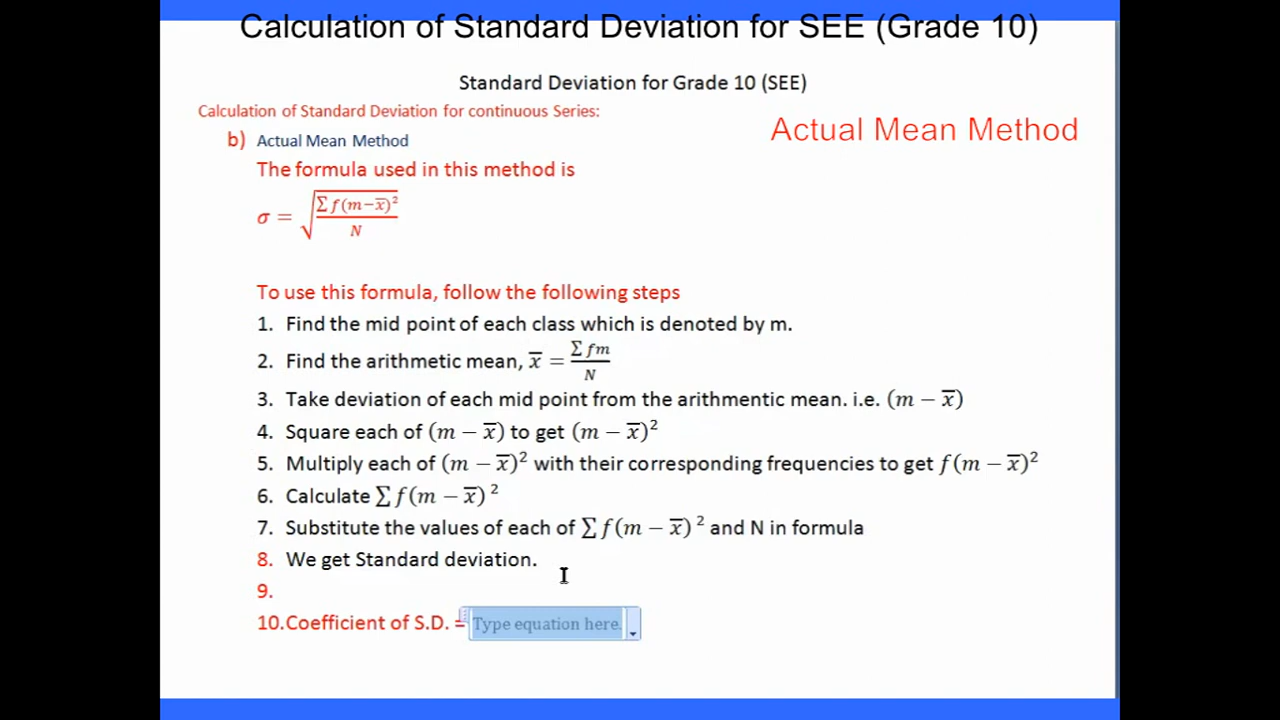 Calculation of Standard Deviation for SEE (Grade 10)
Standard Deviation for Grade 10 (SEE)
Calculation of Standard Deviation for continuous Series:
Actual Mean Method
b) Actual Mean Method
The formula used in this method is
σ = √(∑ f(m−x̅)² / N)
To use this formula, follow the following steps
1. Find the mid point of each class which is denoted by m.
2. Find the arithmetic mean, x̅ = ∑ fm / N
3. Take deviation of each mid point from the arithmentic mean. i.e. (m − x̅)
4. Square each of (m − x̅) to get (m − x̅)²
5. Multiply each of (m − x̅)² with their corresponding frequencies to get f(m − x̅)²
6. Calculate ∑ f(m − x̅) ²
7. Substitute the values of each of ∑ f(m − x̅) ² and N in formula
8. We get Standard deviation.
9.
10.Coefficient of S.D. = Type equation here.